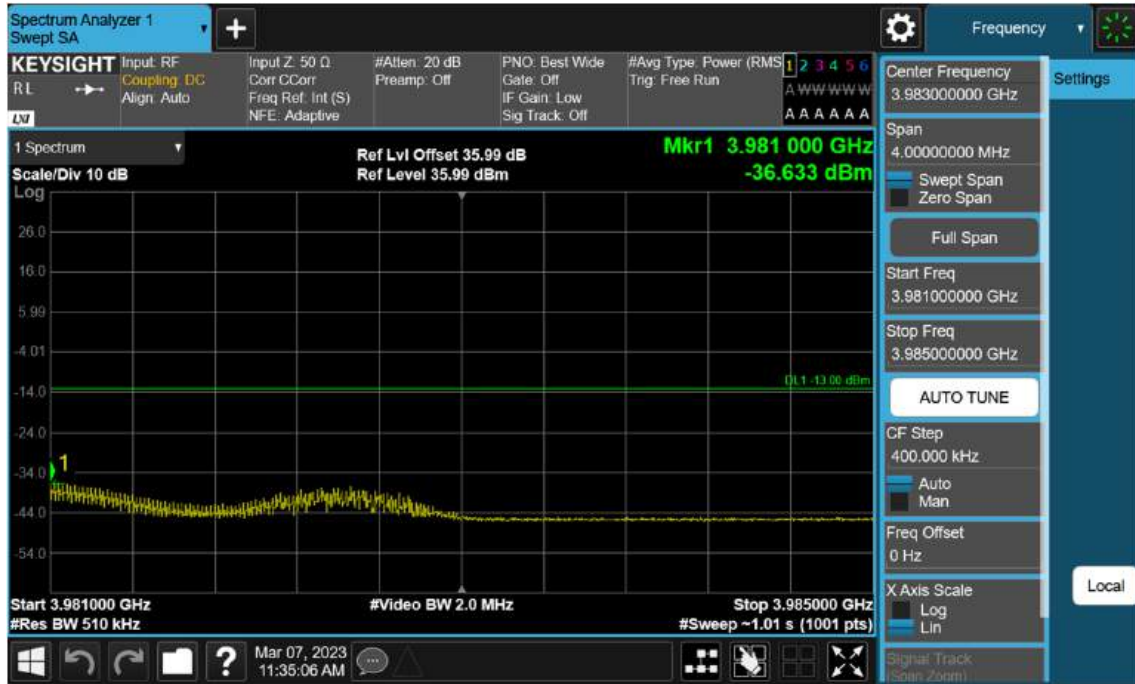 Spectrum Analyzer 1
Swept SA
+
Frequency
KEYSIGHT
RL
LXI
Input: RF
Coupling: DC
Align: Auto
Input Z: 50 Ω
Corr CCorr
Freq Ref: Int (S)
NFE: Adaptive
#Atten: 20 dB
Preamp: Off
PNO: Best Wide
Gate: Off
IF Gain: Low
Sig Track: Off
#Avg Type: Power (RMS
Trig: Free Run
1 2 3 4 5 6
A W W W W W
A A A A A A
1 Spectrum
Scale/Div 10 dB
Log
Ref Lvl Offset 35.99 dB
Ref Level 35.99 dBm
Mkr1 3.981 000 GHz
-36.633 dBm
26.0
16.0
5.99
-4.01
-14.0
-24.0
-34.0
-44.0
-54.0
DL1 -13.00 dBm
1
Start 3.981000 GHz
#Res BW 510 kHz
#Video BW 2.0 MHz
Stop 3.985000 GHz
#Sweep ~1.01 s (1001 pts)
Center Frequency
3.983000000 GHz
Span
4.00000000 MHz
Swept Span
Zero Span
Full Span
Start Freq
3.981000000 GHz
Stop Freq
3.985000000 GHz
AUTO TUNE
CF Step
400.000 kHz
Auto
Man
Freq Offset
0 Hz
X Axis Scale
Log
Lin
Signal Track
(Span Zoom)
Settings
Local
?
Mar 07, 2023
11:35:06 AM